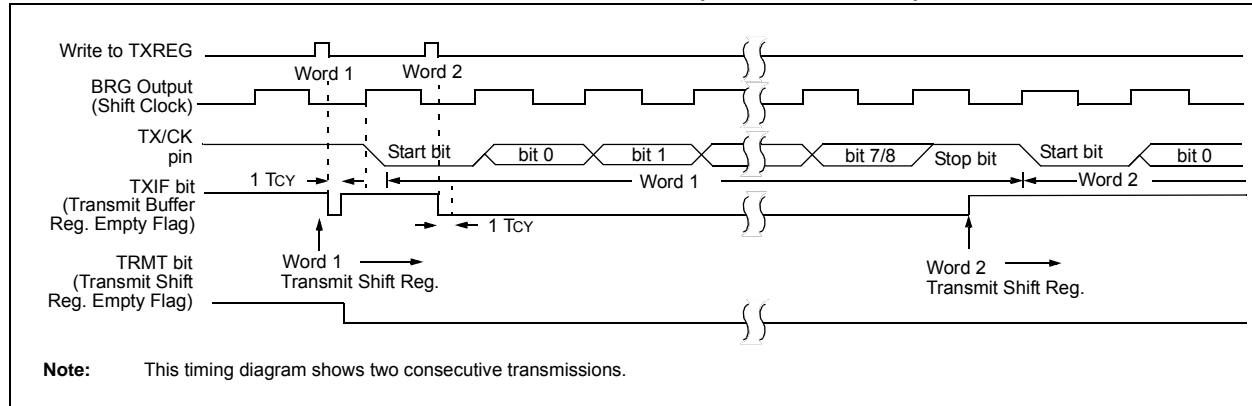 Write to TXREG
Word 1
Word 2
BRG Output
(Shift Clock)
TX/CK
pin
Start bit
bit 0
bit 1
bit 7/8
Stop bit
Start bit
bit 0
1 TCY
Word 1
Word 2
TXIF bit
(Transmit Buffer
Reg. Empty Flag)
1 TCY
Word 1
Transmit Shift Reg.
Word 2
Transmit Shift Reg.
TRMT bit
(Transmit Shift
Reg. Empty Flag)
Note: This timing diagram shows two consecutive transmissions.